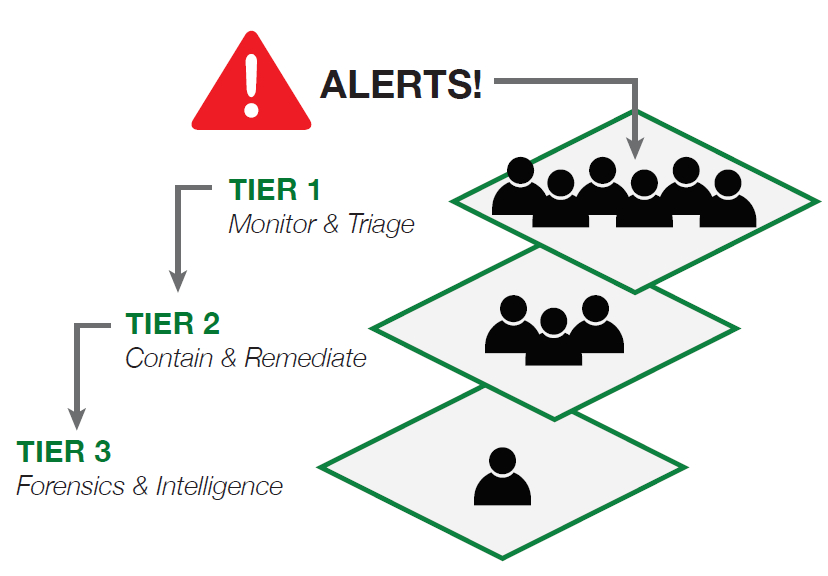 ALERTS!
TIER 1
Monitor & Triage
TIER 2
Contain & Remediate
TIER 3
Forensics & Intelligence